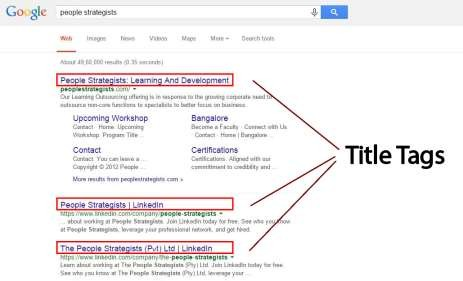 Google people strategists
Web Images News Videos Maps More Search tools
About 49,60,000 results (0.35 seconds)
People Strategists: Learning And Development
peoplestrategists.com/
Our Learning Outsourcing offering is in response to the growing corporate need to
outsource non-core functions to specialists to better focus on business.
Upcoming Workshop Bangalore
Contact · Home. Upcoming Become a Faculty · Connect with Us
Workshop. Program Title ... · Contact · Home | Bangalore ...
Contact Certifications
Contact. You can leave a ... Certifications. Aligned with our
Copyright © 2012 People ... commitment to credibility and ...
More results from peoplestrategists.com »
Title Tags
People Strategists | LinkedIn
https://www.linkedin.com/company/people-strategists
... about working at People Strategists. Join LinkedIn today for free. See who you know
at People Strategists, leverage your professional network, and get hired.
The People Strategists (Pvt) Ltd | LinkedIn
https://www.linkedin.com/company/the-people-strategists
Learn about working at The People Strategists (Pty) Ltd. Join LinkedIn today for free.
See who you know at The People Strategists (Pty) Ltd, leverage your ...